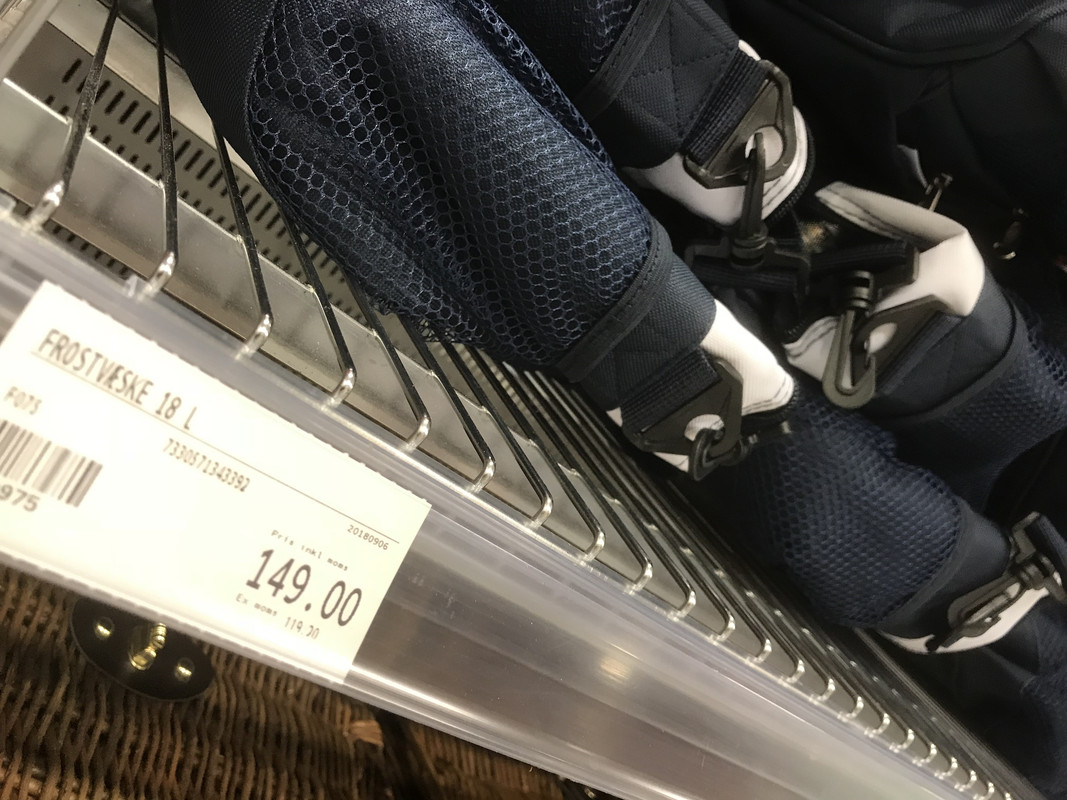 FROSTVÆSKE 18 L
FOTS
7330571343392
975
20180906
Pris inkl moms
149.00
Ex moms 119.20